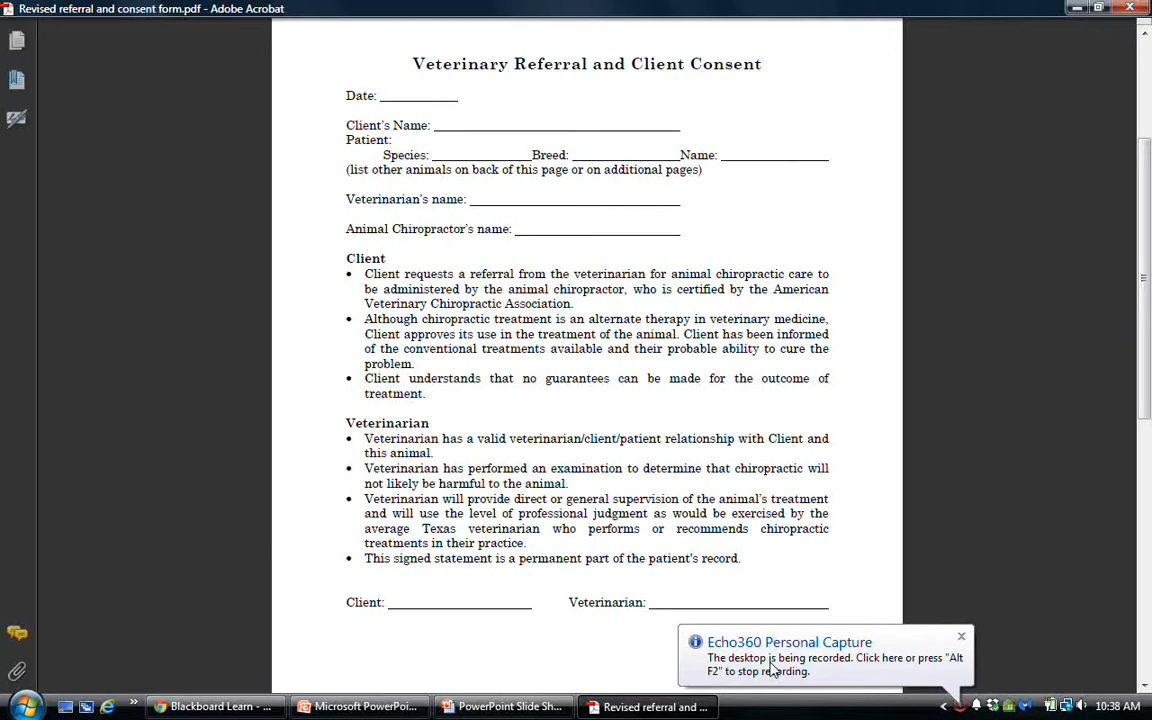 Revised referral and consent form.pdf - Adobe Acrobat
Veterinary Referral and Client Consent
Date: ___________
Client's Name: ___________________________________
Patient:
Species: ______________Breed: _______________Name: _______________
(list other animals on back of this page or on additional pages)
Veterinarian's name: ______________________________
Animal Chiropractor's name: _______________________
Client
• Client requests a referral from the veterinarian for animal chiropractic care to
be administered by the animal chiropractor, who is certified by the American
Veterinary Chiropractic Association.
• Although chiropractic treatment is an alternate therapy in veterinary medicine,
Client approves its use in the treatment of the animal. Client has been informed
of the conventional treatments available and their probable ability to cure the
problem.
• Client understands that no guarantees can be made for the outcome of
treatment.
Veterinarian
• Veterinarian has a valid veterinarian/client/patient relationship with Client and
this animal.
• Veterinarian has performed an examination to determine that chiropractic will
not likely be harmful to the animal.
• Veterinarian will provide direct or general supervision of the animal's treatment
and will use the level of professional judgment as would be exercised by the
average Texas veterinarian who performs or recommends chiropractic
treatments in their practice.
• This signed statement is a permanent part of the patient's record.
Client: ____________________ Veterinarian: _________________________
Echo360 Personal Capture
The desktop is being recorded. Click here or press "Alt
F2" to stop recording.
Blackboard Learn - ...
Microsoft PowerPoi...
PowerPoint Slide Sh...
Revised referral and ...
10:38 AM